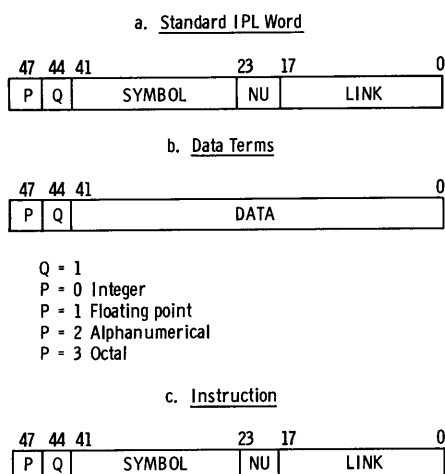 a. Standard IPL Word
47 44 41 23 17 0
P Q SYMBOL NU LINK
b. Data Terms
47 44 41 0
P Q DATA
Q = 1
P = 0 Integer
P = 1 Floating point
P = 2 Alphanumerical
P = 3 Octal
c. Instruction
47 44 41 23 17 0
P Q SYMBOL NU LINK